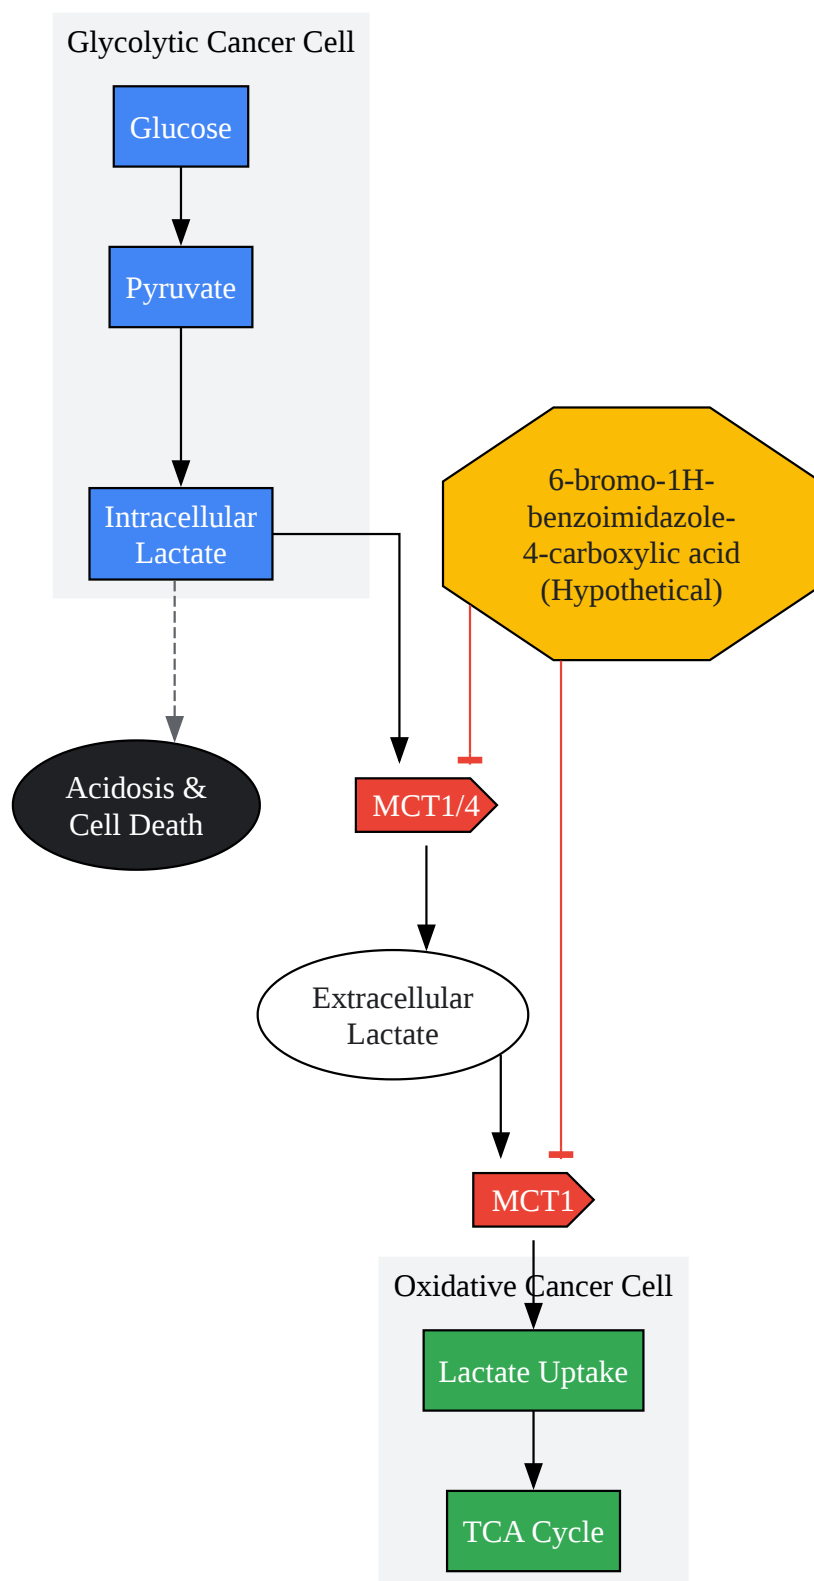 Glycolytic Cancer Cell
Glucose
Pyruvate
Intracellular
Lactate
6-bromo-1H-
benzoimidazole-
4-carboxylic acid
(Hypothetical)
Acidosis &
Cell Death
MCT1/4
Extracellular
Lactate
MCT1
Oxidative Cancer Cell
Lactate Uptake
TCA Cycle